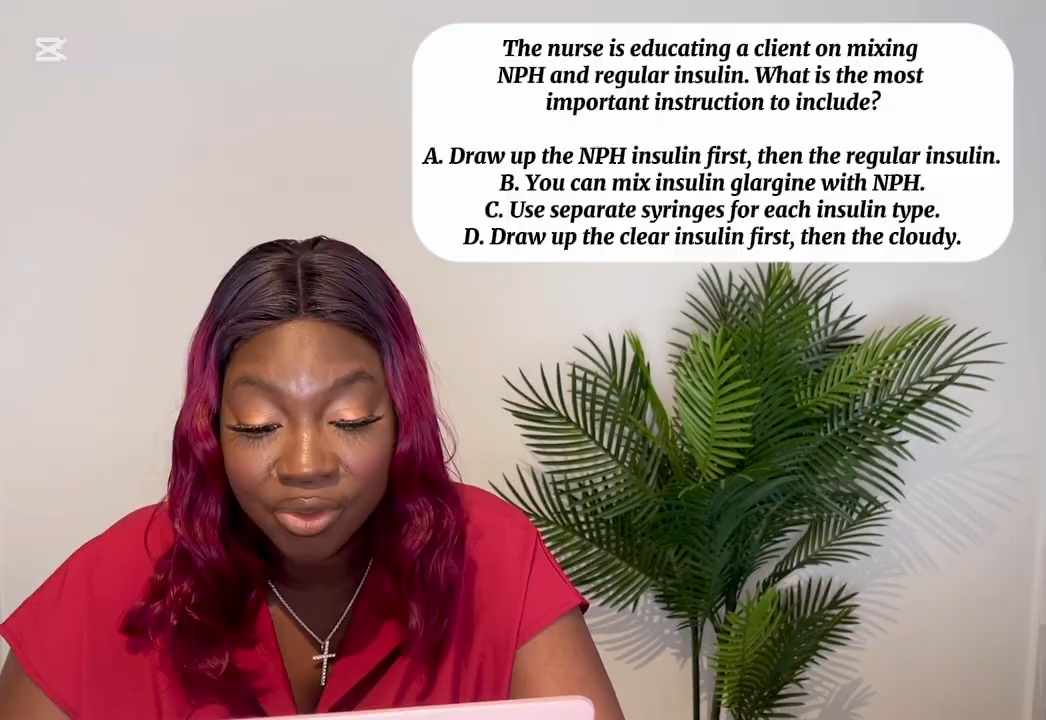 The nurse is educating a client on mixing
NPH and regular insulin. What is the most
important instruction to include?
A. Draw up the NPH insulin first, then the regular insulin.
B. You can mix insulin glargine with NPH.
C. Use separate syringes for each insulin type.
D. Draw up the clear insulin first, then the cloudy.